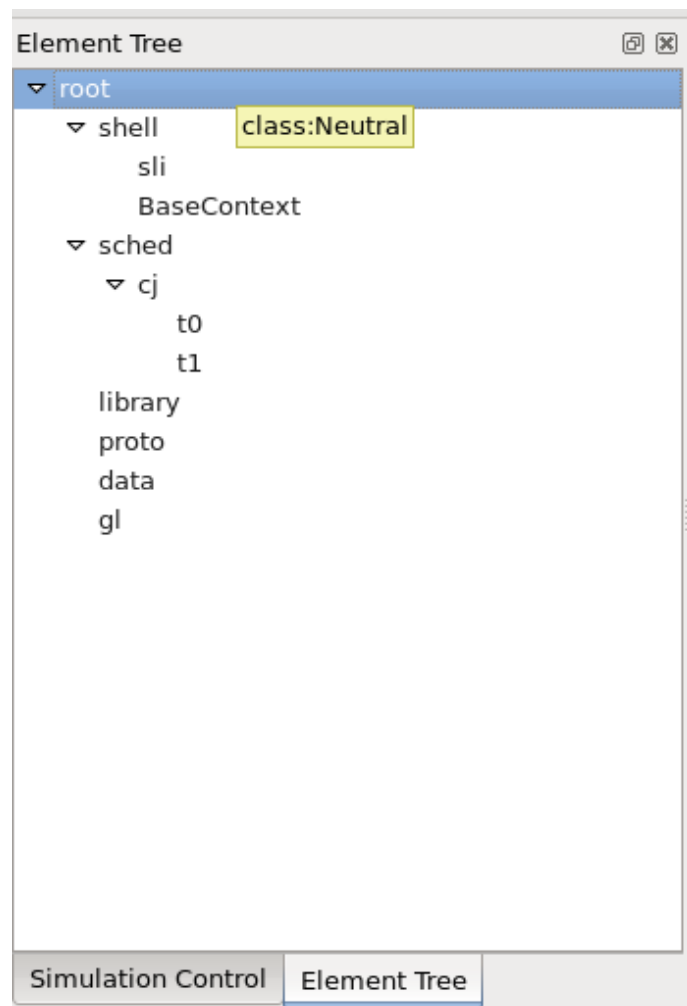 Element Tree
root
shell
class:Neutral
sli
BaseContext
sched
cj
t0
t1
library
proto
data
gl
Simulation Control
Element Tree